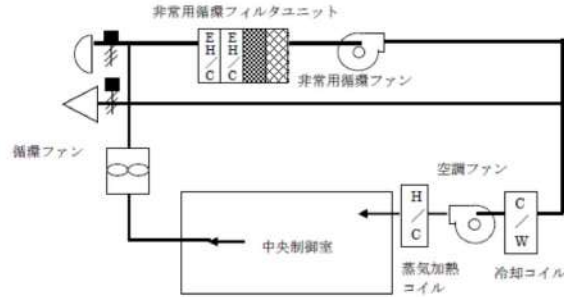 非常用循環フィルタユニット
E
H
/
C
E
H
/
C
非常用循環ファン
循環ファン
空調ファン
H
/
C
C
/
W
中央制御室
蒸気加熱
コイル
冷却コイル